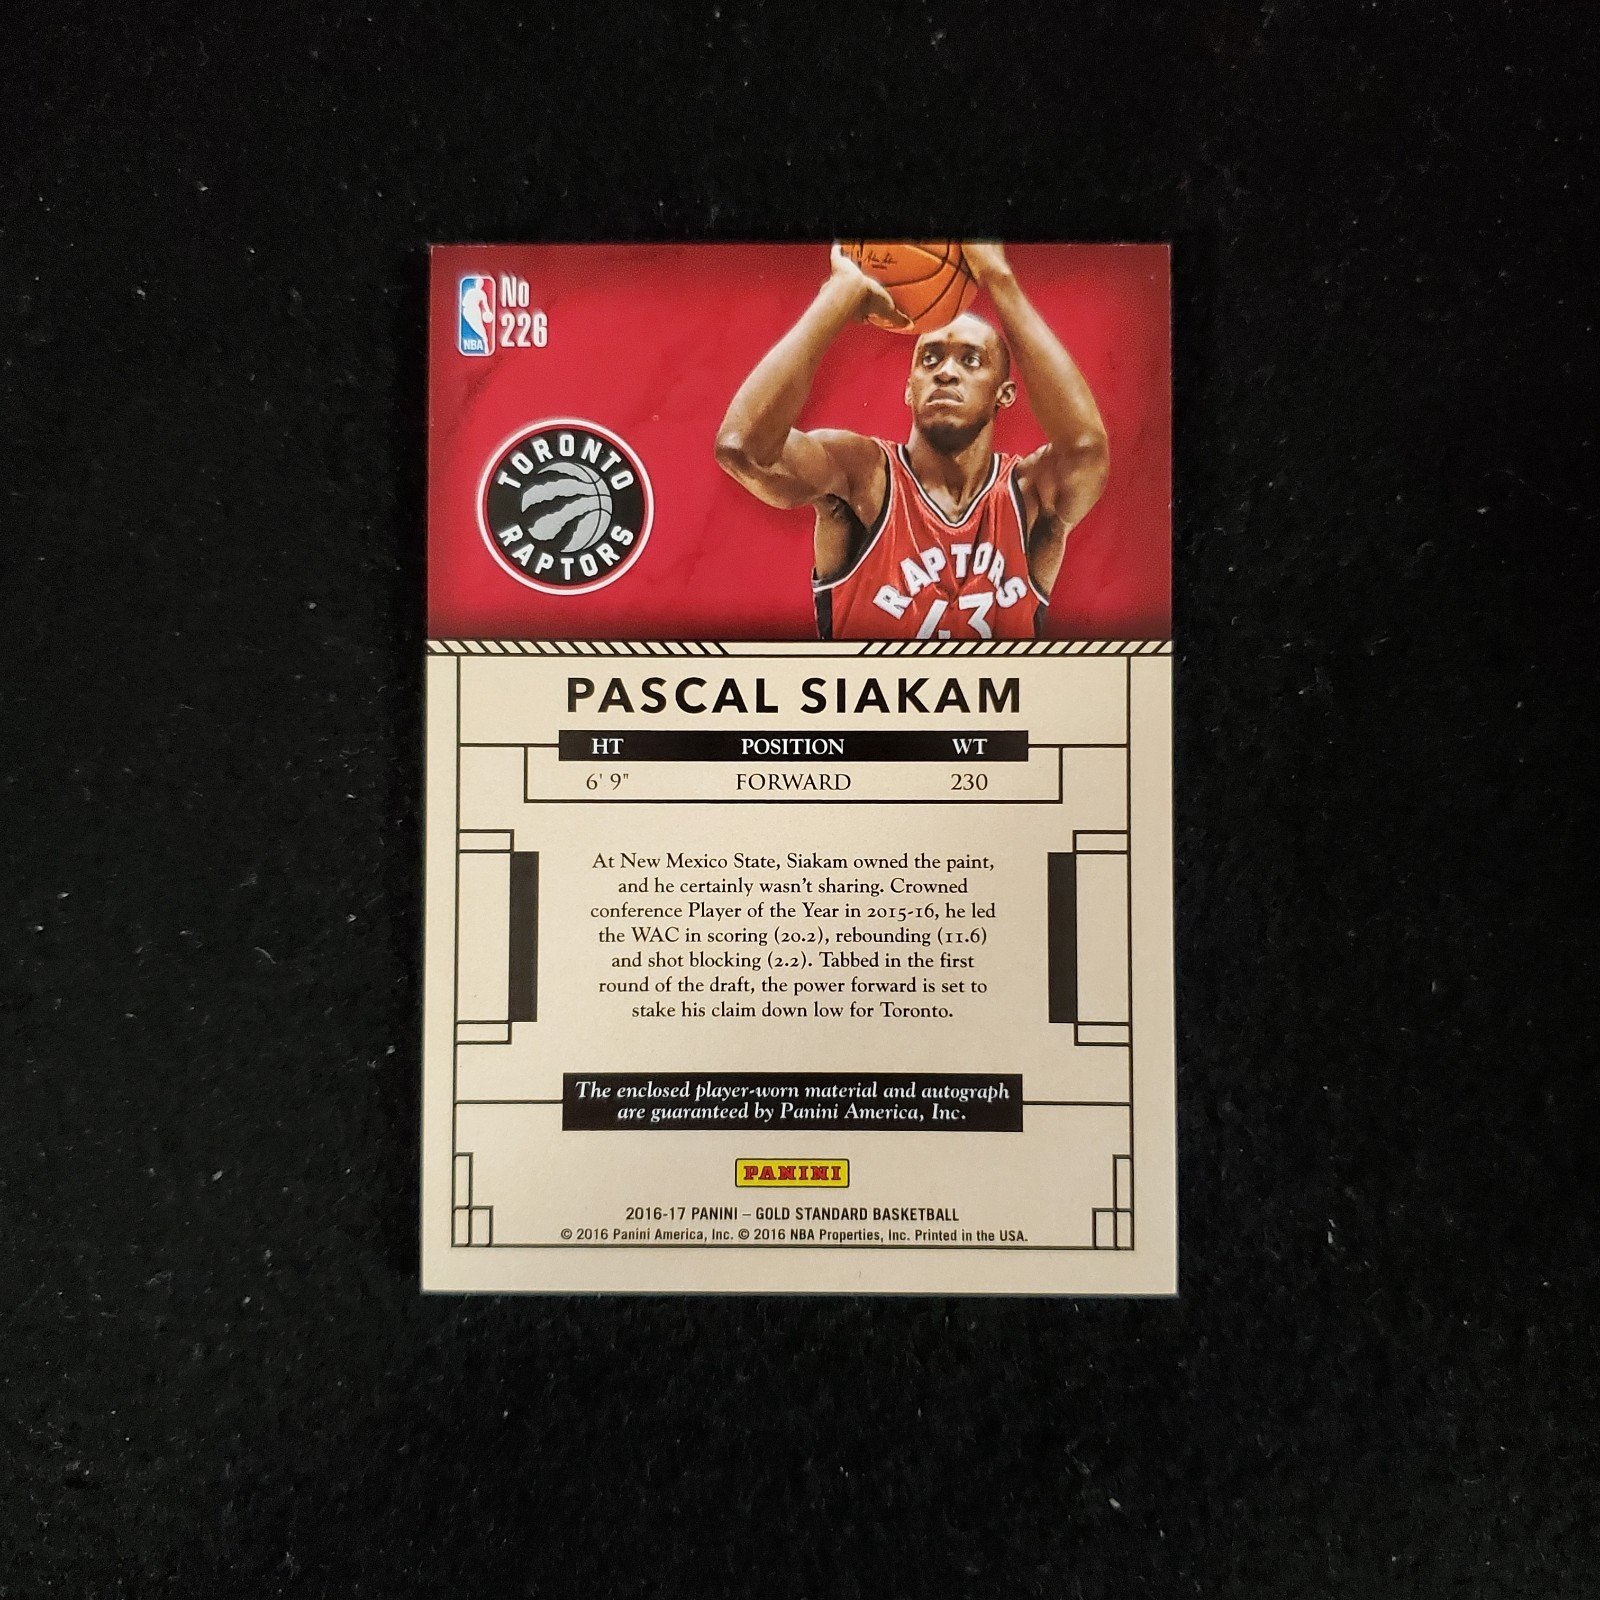 No
226
NBA
TORONTO
RAPTORS
RAPTORS
43
PASCAL SIAKAM
HT POSITION WT
6' 9" FORWARD 230
At New Mexico State, Siakam owned the paint,
and he certainly wasn't sharing. Crowned
conference Player of the Year in 2015-16, he led
the WAC in scoring (20.2), rebounding (11.6)
and shot blocking (2.2). Tabbed in the first
round of the draft, the power forward is set to
stake his claim down low for Toronto.
The enclosed player-worn material and autograph
are guaranteed by Panini America, Inc.
PANINI
2016-17 PANINI – GOLD STANDARD BASKETBALL
© 2016 Panini America, Inc. © 2016 NBA Properties, Inc. Printed in the USA.